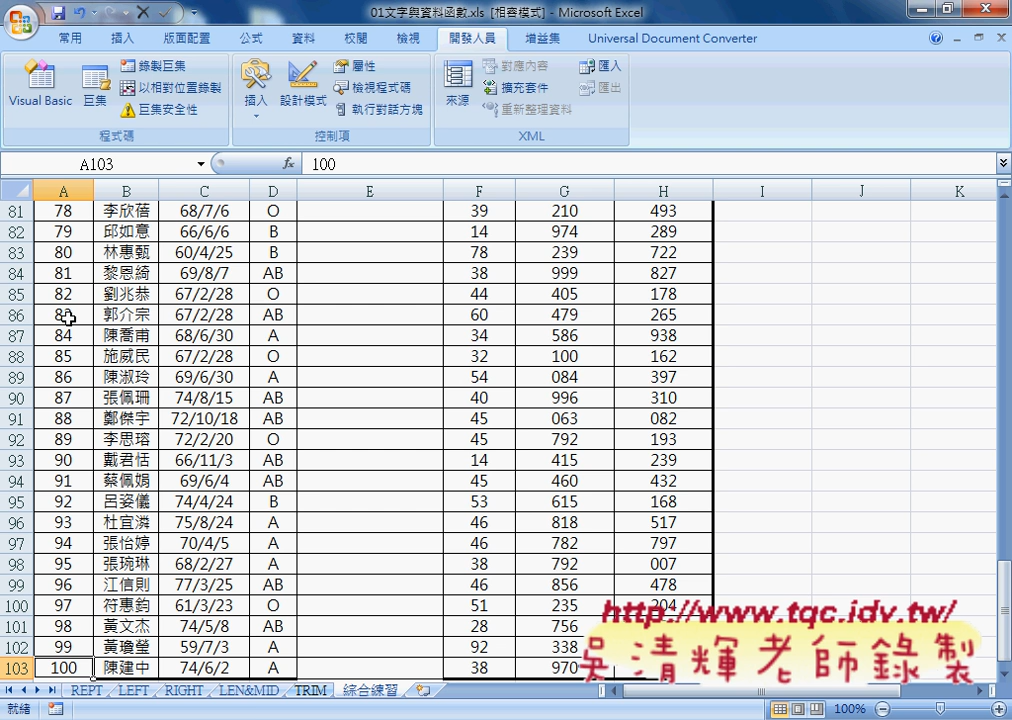 01文字與資料函數.xls [相容模式] - Microsoft Excel
常用 插入 版面配置 公式 資料 校閱 檢視 開發人員 增益集 Universal Document Converter
Visual Basic 巨集 錄製巨集 以相對位置錄製 巨集安全性 程式碼
插入 設計模式 屬性 檢視程式碼 執行對話方塊 控制項
來源 對應內容 擴充套件 重新整理資料 匯入 匯出 XML
A103 fx 100
A B C D E F G H I J K
81 78 李欣蓓 68/7/6 O 39 210 493
82 79 邱如意 66/6/6 B 14 974 289
83 80 林惠甄 60/4/25 B 78 239 722
84 81 黎恩綺 69/8/7 AB 38 999 827
85 82 劉兆恭 67/2/28 O 44 405 178
86 郭介宗 67/2/28 AB 60 479 265
87 84 陳喬甫 68/6/30 A 34 586 938
88 85 施威民 67/2/28 O 32 100 162
89 86 陳淑玲 69/6/30 A 54 084 397
90 87 張佩珊 74/8/15 AB 40 996 310
91 88 鄭傑宇 72/10/18 AB 45 063 082
92 89 李思瑢 72/2/20 O 45 792 193
93 90 戴君恬 66/11/3 AB 14 415 239
94 91 蔡佩娟 69/6/4 AB 45 460 432
95 92 呂姿儀 74/4/24 B 53 615 168
96 93 杜宜潾 75/8/24 A 46 818 517
97 94 張怡婷 70/4/5 A 46 782 797
98 95 張琬琳 68/2/27 A 38 792 007
99 96 江信則 77/3/25 AB 46 856 478
100 97 符惠鈞 61/3/23 O 51 235 204
101 98 黃文杰 74/5/8 AB 28 756
102 99 黃瓊瑩 59/7/3 A 92 338
103 100 陳建中 74/6/2 A 38 970
http://www.tqc.idv.tw/
吳清輝老師錄製
REPT LEFT RIGHT LEN&MID TRIM 綜合練習
就緒 100%